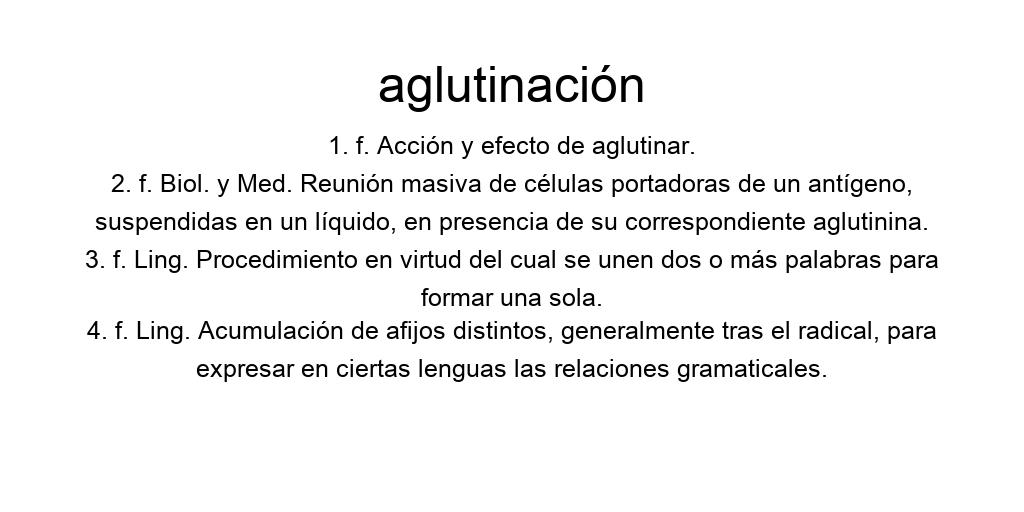 aglutinación
1. f. Acción y efecto de aglutinar.
2. f. Biol. y Med. Reunión masiva de células portadoras de un antígeno,
suspendidas en un líquido, en presencia de su correspondiente aglutinina.
3. f. Ling. Procedimiento en virtud del cual se unen dos o más palabras para
formar una sola.
4. f. Ling. Acumulación de afijos distintos, generalmente tras el radical, para
expresar en ciertas lenguas las relaciones gramaticales.